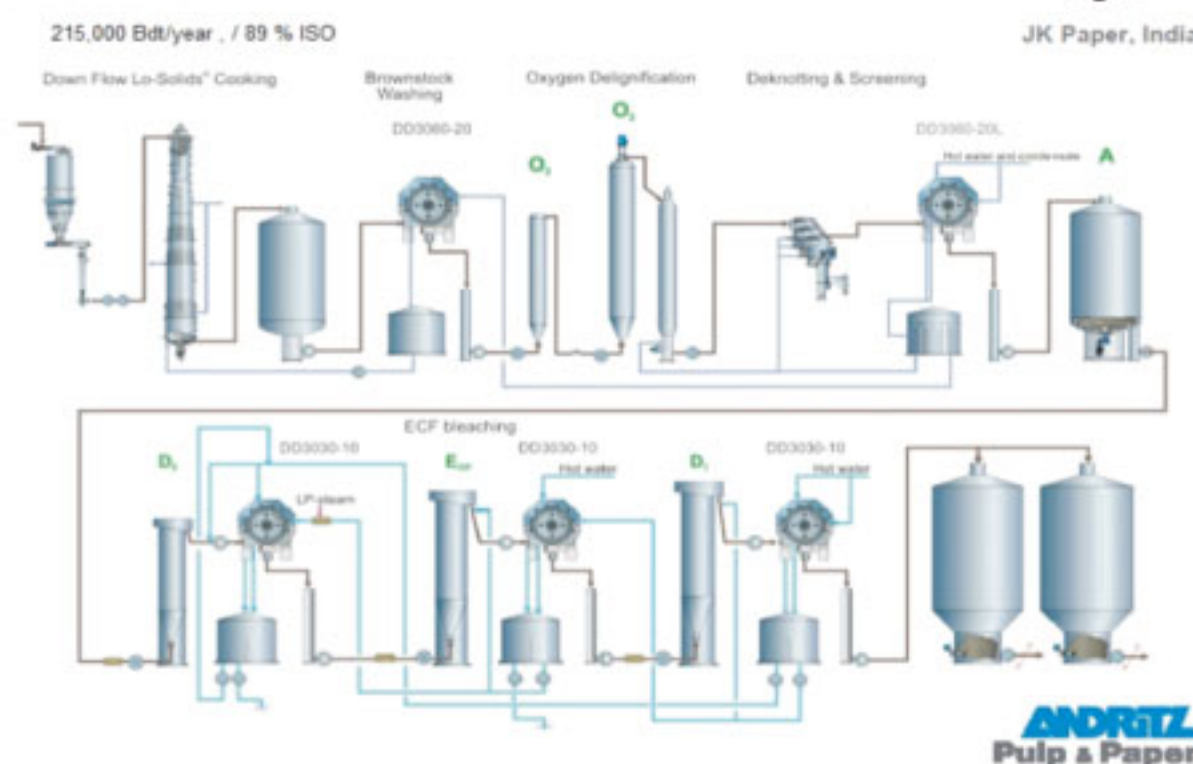 215,000 Bdt/year , / 89 % ISO
JK Paper, India
Down Flow Lo-Solids® Cooking
Brownstock
Washing
Oxygen Delignification
Deknotting & Screening
DD3060-20
O₂
O₂
DD3060-20L
Hot water and condensate
A
ECF bleaching
D₀
DD3030-10
LP-steam
DD3030-10
Hot water
D₁
DD3030-10
Hot water
ANDRITZ
Pulp & Paper